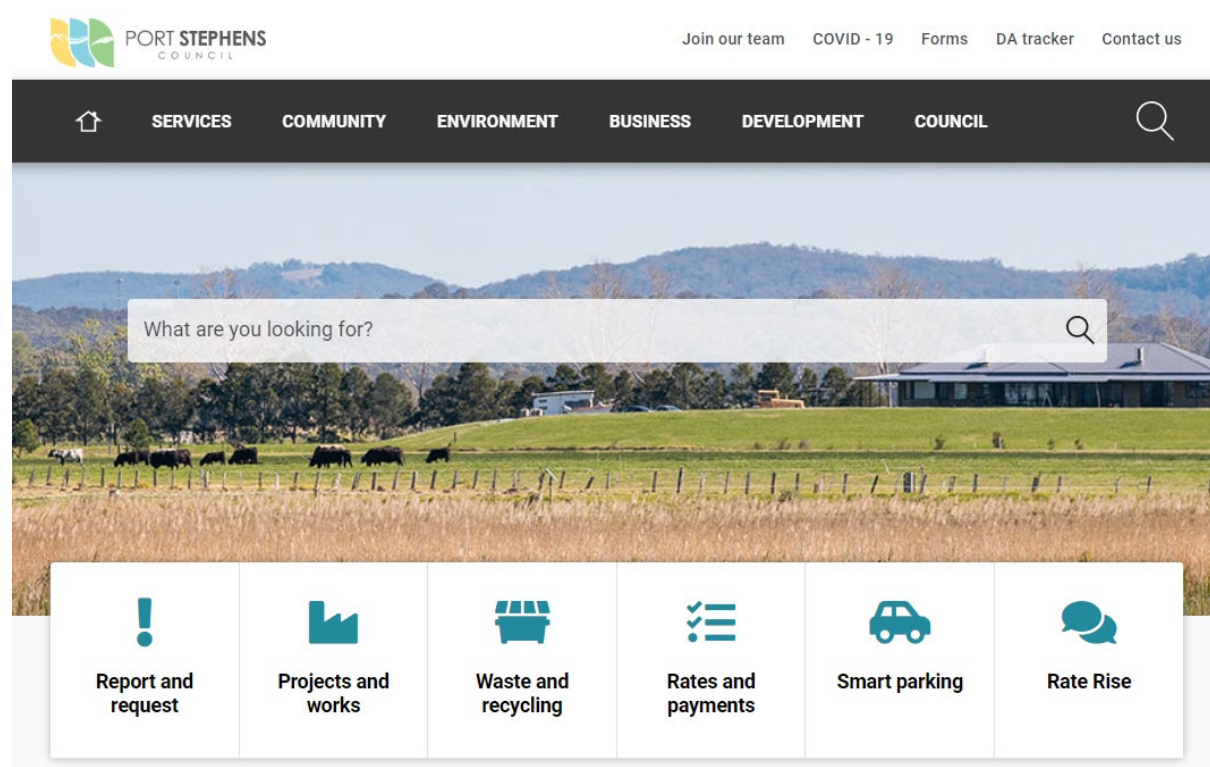 PORT STEPHENS
COUNCIL
Join our team COVID - 19 Forms DA tracker Contact us
SERVICES COMMUNITY ENVIRONMENT BUSINESS DEVELOPMENT COUNCIL
What are you looking for?
Report and
request
Projects and
works
Waste and
recycling
Rates and
payments
Smart parking
Rate Rise